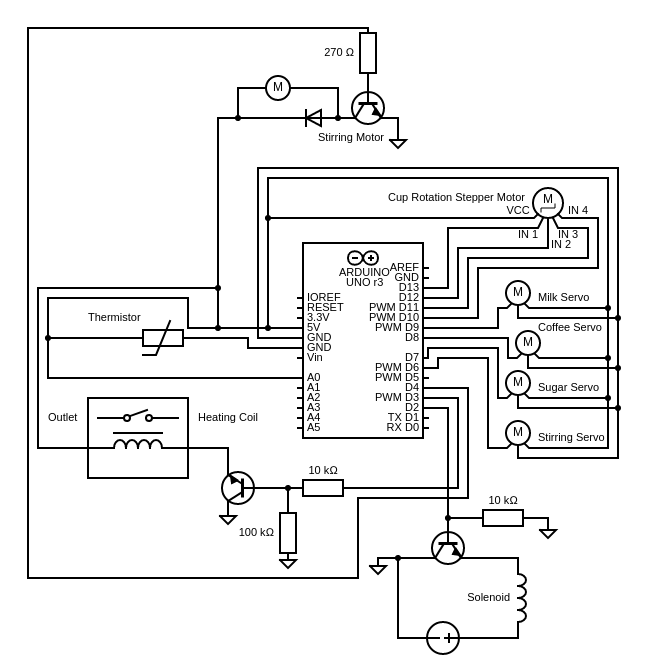 270 Ω
M
Stirring Motor
Cup Rotation Stepper Motor
M
VCC
IN 4
IN 1
IN 3
IN 2
ARDUINO
UNO r3
AREF
GND
D13
D12
PWM D11
PWM D10
PWM D9
D8
D7
PWM D6
PWM D5
D4
PWM D3
D2
TX D1
RX D0
IOREF
RESET
3.3V
5V
GND
GND
Vin
A0
A1
A2
A3
A4
A5
M
Milk Servo
Coffee Servo
M
M
Sugar Servo
M
Stirring Servo
Thermistor
Outlet
Heating Coil
10 kΩ
100 kΩ
10 kΩ
Solenoid